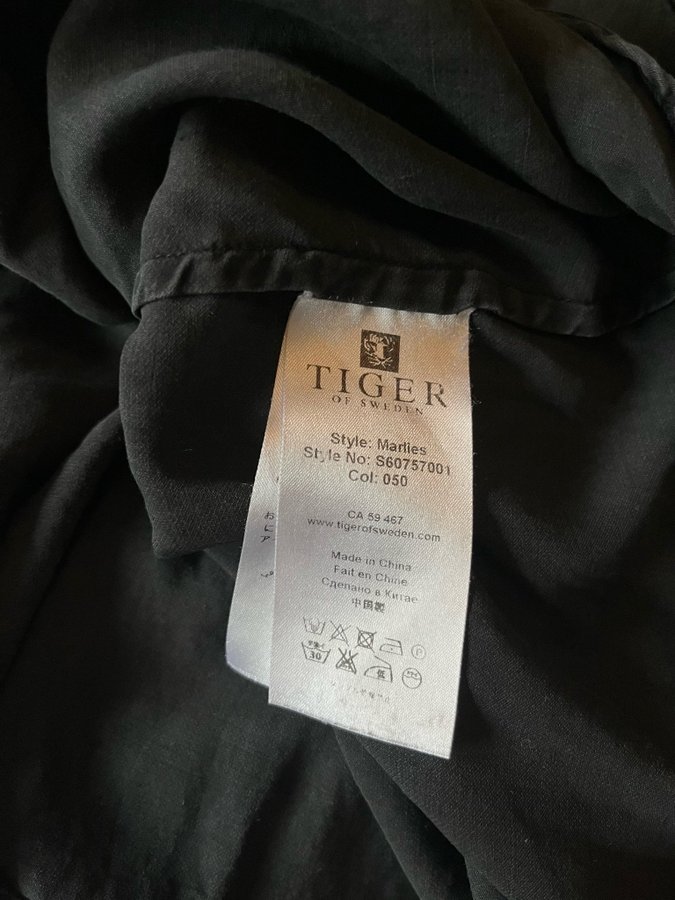 TIGER
OF SWEDEN
Style: Marlies
Style No: S60757001
Col: 050
CA 59 467
www.tigerofsweden.com
Made in China
Fait en Chine
Сделано в Китае
中国製
P
30 低